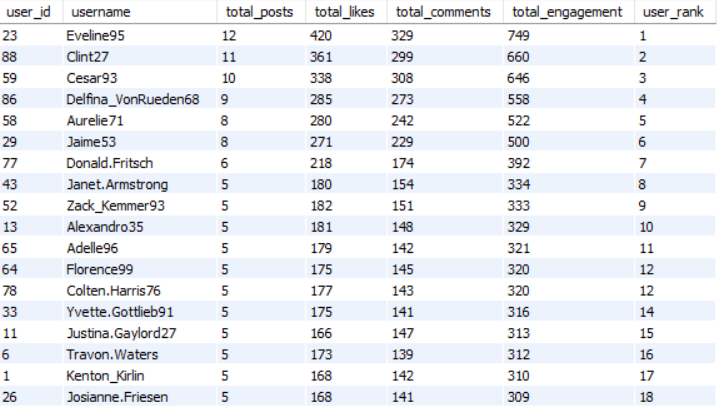 user_id username total_posts total_likes total_comments total_engagement user_rank
23 Eveline95 12 420 329 749 1
88 Clint27 11 361 299 660 2
59 Cesar93 10 338 308 646 3
86 Delfina_VonRueden68 9 285 273 558 4
58 Aurelie71 8 280 242 522 5
29 Jaime53 8 271 229 500 6
77 Donald.Fritsch 6 218 174 392 7
43 Janet.Armstrong 5 180 154 334 8
52 Zack_Kemmer93 5 182 151 333 9
13 Alexandro35 5 181 148 329 10
65 Adelle96 5 179 142 321 11
64 Florence99 5 175 145 320 12
78 Colten.Harris76 5 177 143 320 12
33 Yvette.Gottlieb91 5 175 141 316 14
11 Justina.Gaylord27 5 166 147 313 15
6 Travon.Waters 5 173 139 312 16
1 Kenton_Kirlin 5 168 142 310 17
26 Josianne.Friesen 5 168 141 309 18